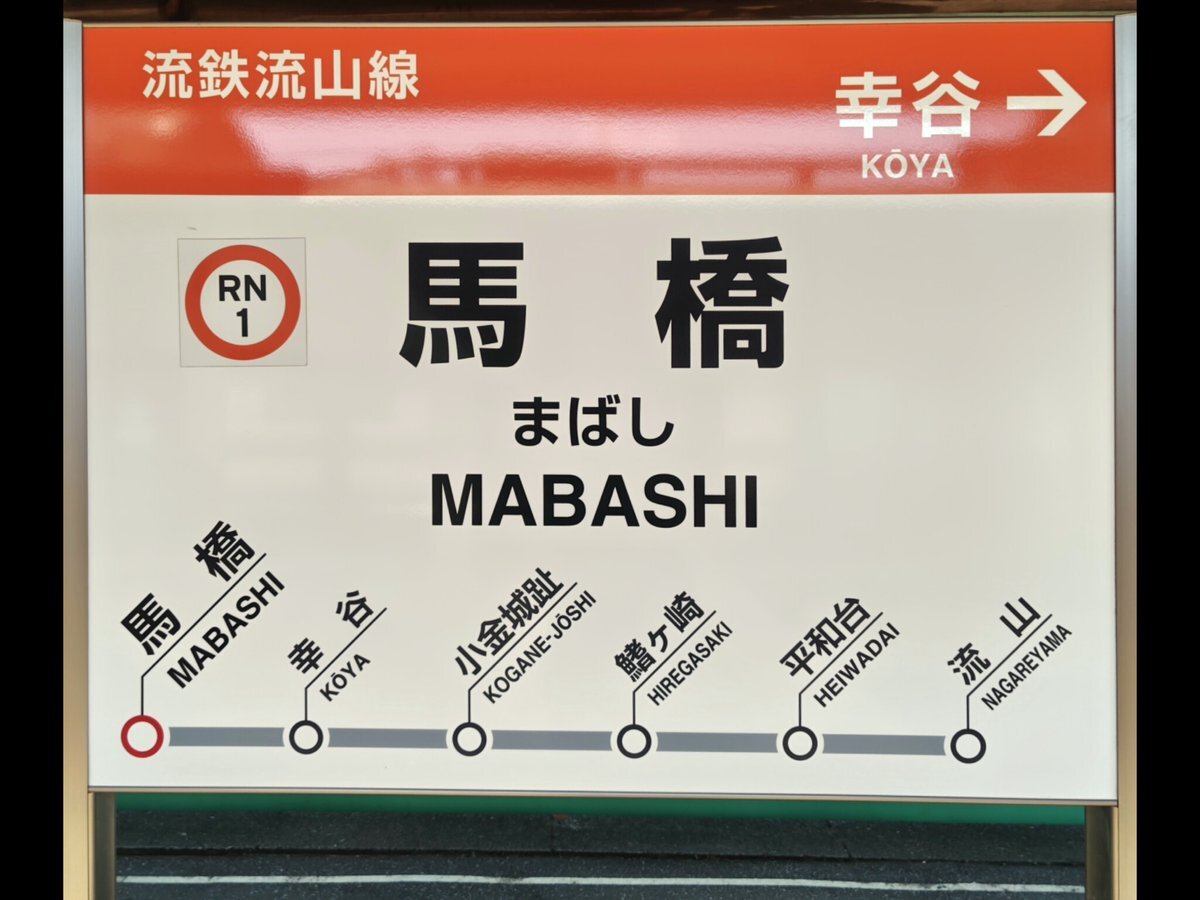 流鉄流山線
幸谷 →
KŌYA
RN
1
馬 橋
まばし
MABASHI
馬 橋
MABASHI
幸 谷
KŌYA
小金城趾
KOGANE-JŌSHI
鰭ヶ崎
HIREGASAKI
平和台
HEIWADAI
流 山
NAGAREYAMA